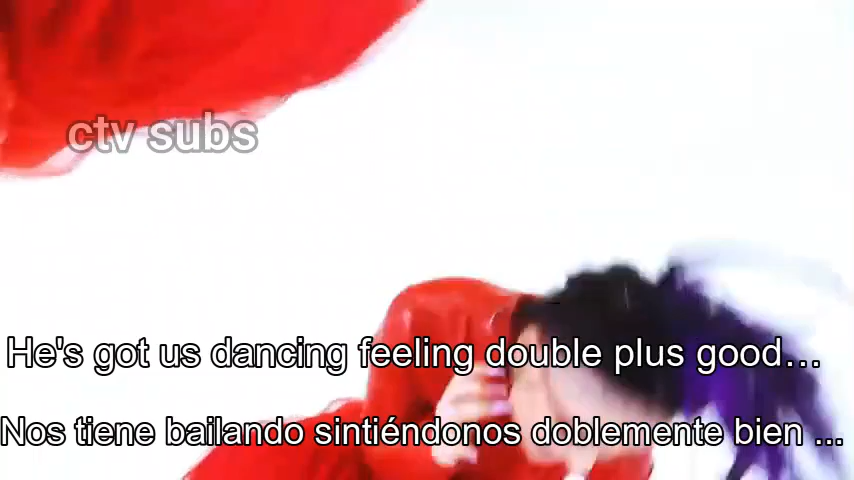 ctv subs
He's got us dancing feeling double plus good...
Nos tiene bailando sintiéndonos doblemente bien ...